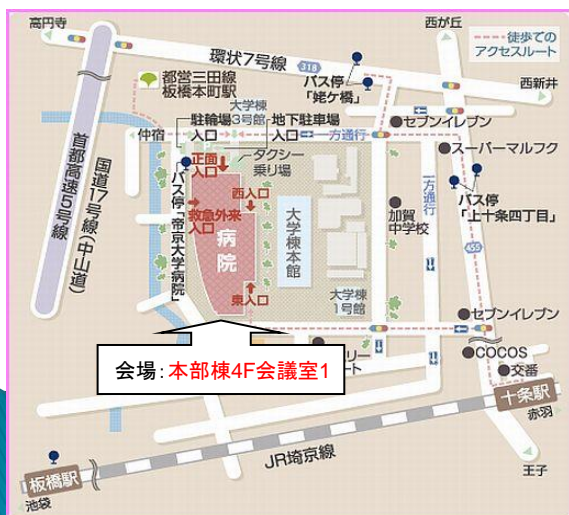 高円寺
西が丘
徒歩での
アクセスルート
環状7号線
318
バス停
「姥ケ橋」
西新井
都営三田線
板橋本町駅
大学棟
3号館
駐輪場
入口
地下駐車場
入口
一方通行
仲宿
セブンイレブン
スーパーマルフク
正面
入口
タクシー
乗り場
西入口
バス停「帝京大学病院」
救急外来
入口
病院
大学棟本館
加賀
中学校
一方通行
バス停
「上十条四丁目」
455
首都高速5号線
国道17号線(中山道)
東入口
大学棟
1号館
セブンイレブン
COCOS
交番
会場:本部棟4F会議室1
リー
ート
十条駅
赤羽
JR埼京線
王子
板橋駅
池袋